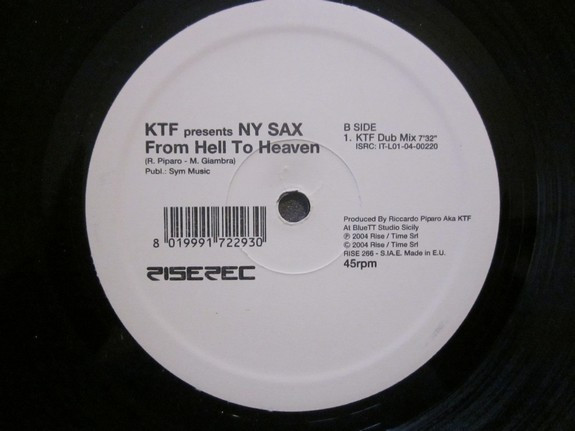 KTF presents NY SAX
From Hell To Heaven
(R. Piparo - M. Giambra)
Publ.: Sym Music
B SIDE
1. KTF Dub Mix 7'32"
ISRC: IT-L01-04-00220
8 019991 722930
RISEREC
Produced By Riccardo Piparo Aka KTF
At BlueTT Studio Sicily
℗ 2004 Rise / Time Srl
© 2004 Rise / Time Srl
RISE 266 - S.I.A.E. Made in E.U.
45rpm